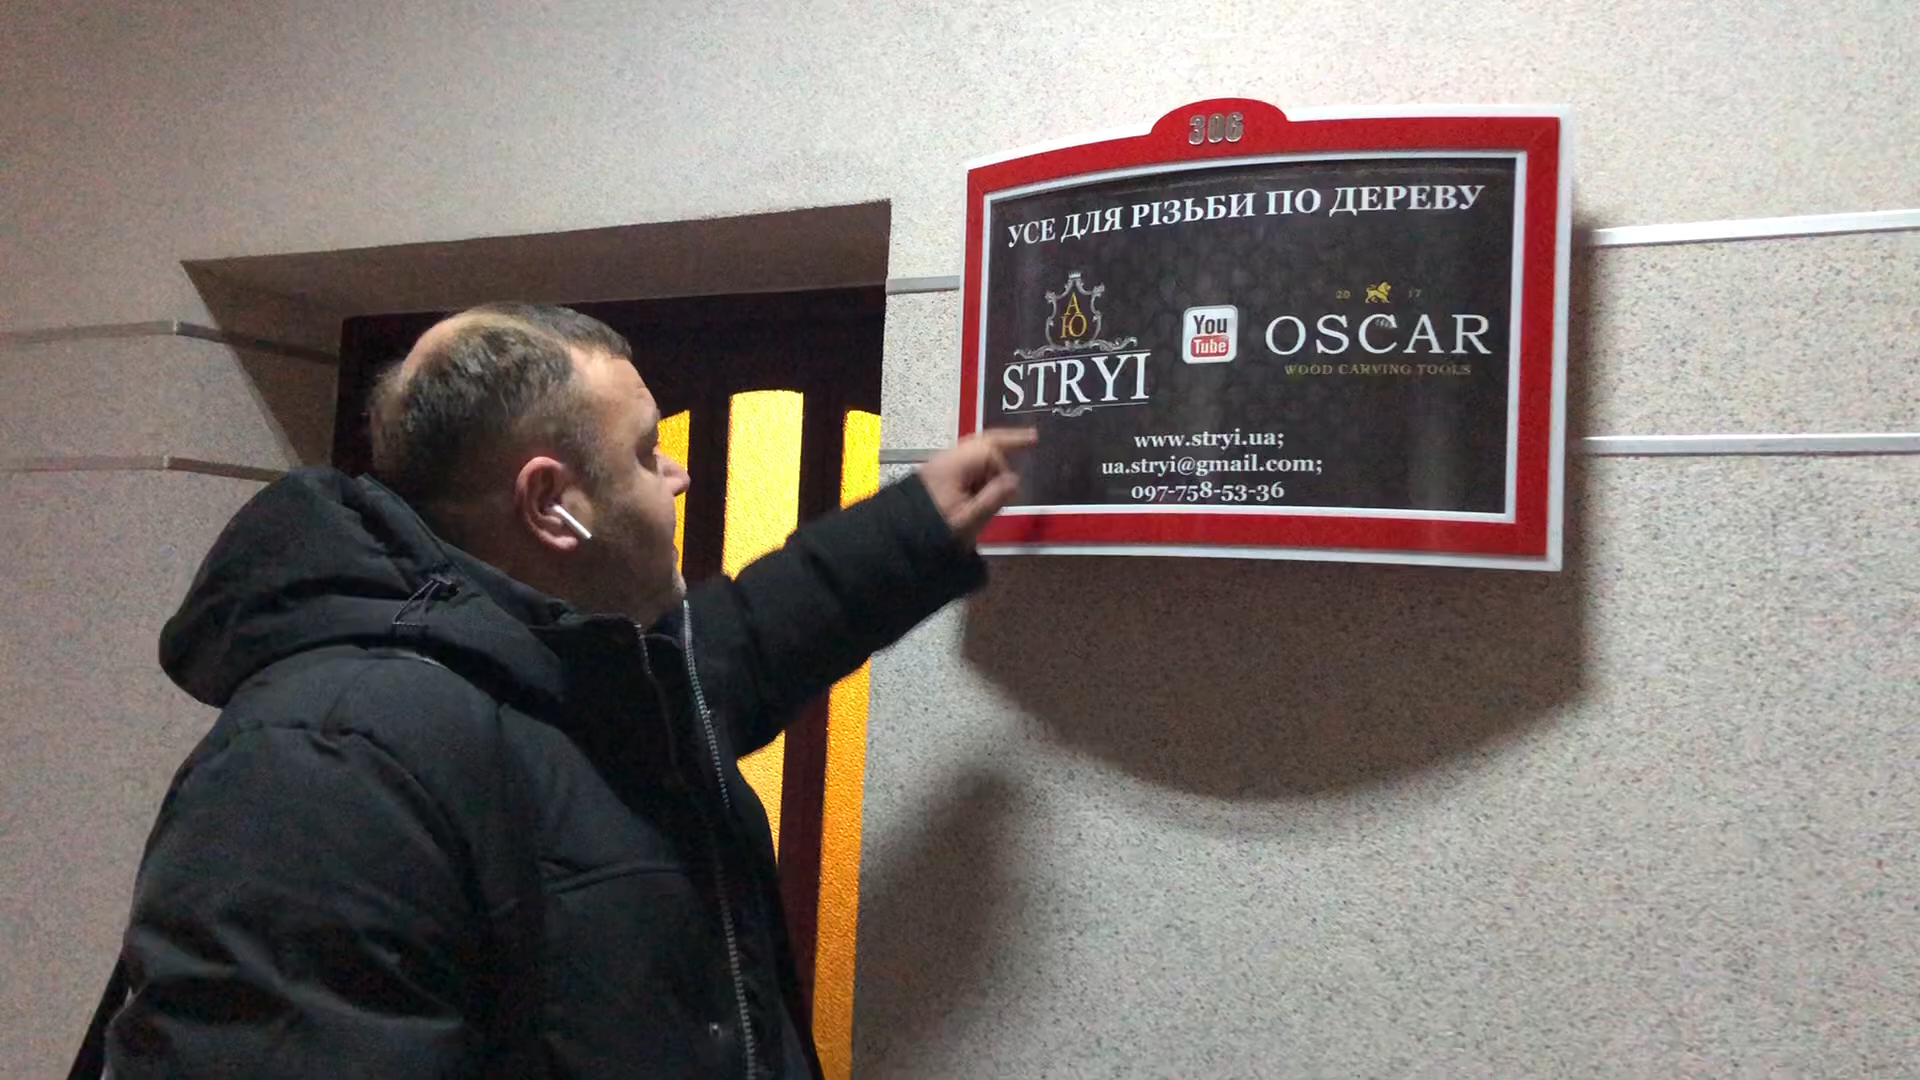 306
УСЕ ДЛЯ РІЗЬБИ ПО ДЕРЕВУ
АЮ
STRYI
You
Tube
20 17
OSCAR
WOOD CARVING TOOLS
www.stryi.ua;
ua.stryi@gmail.com;
097-758-53-36